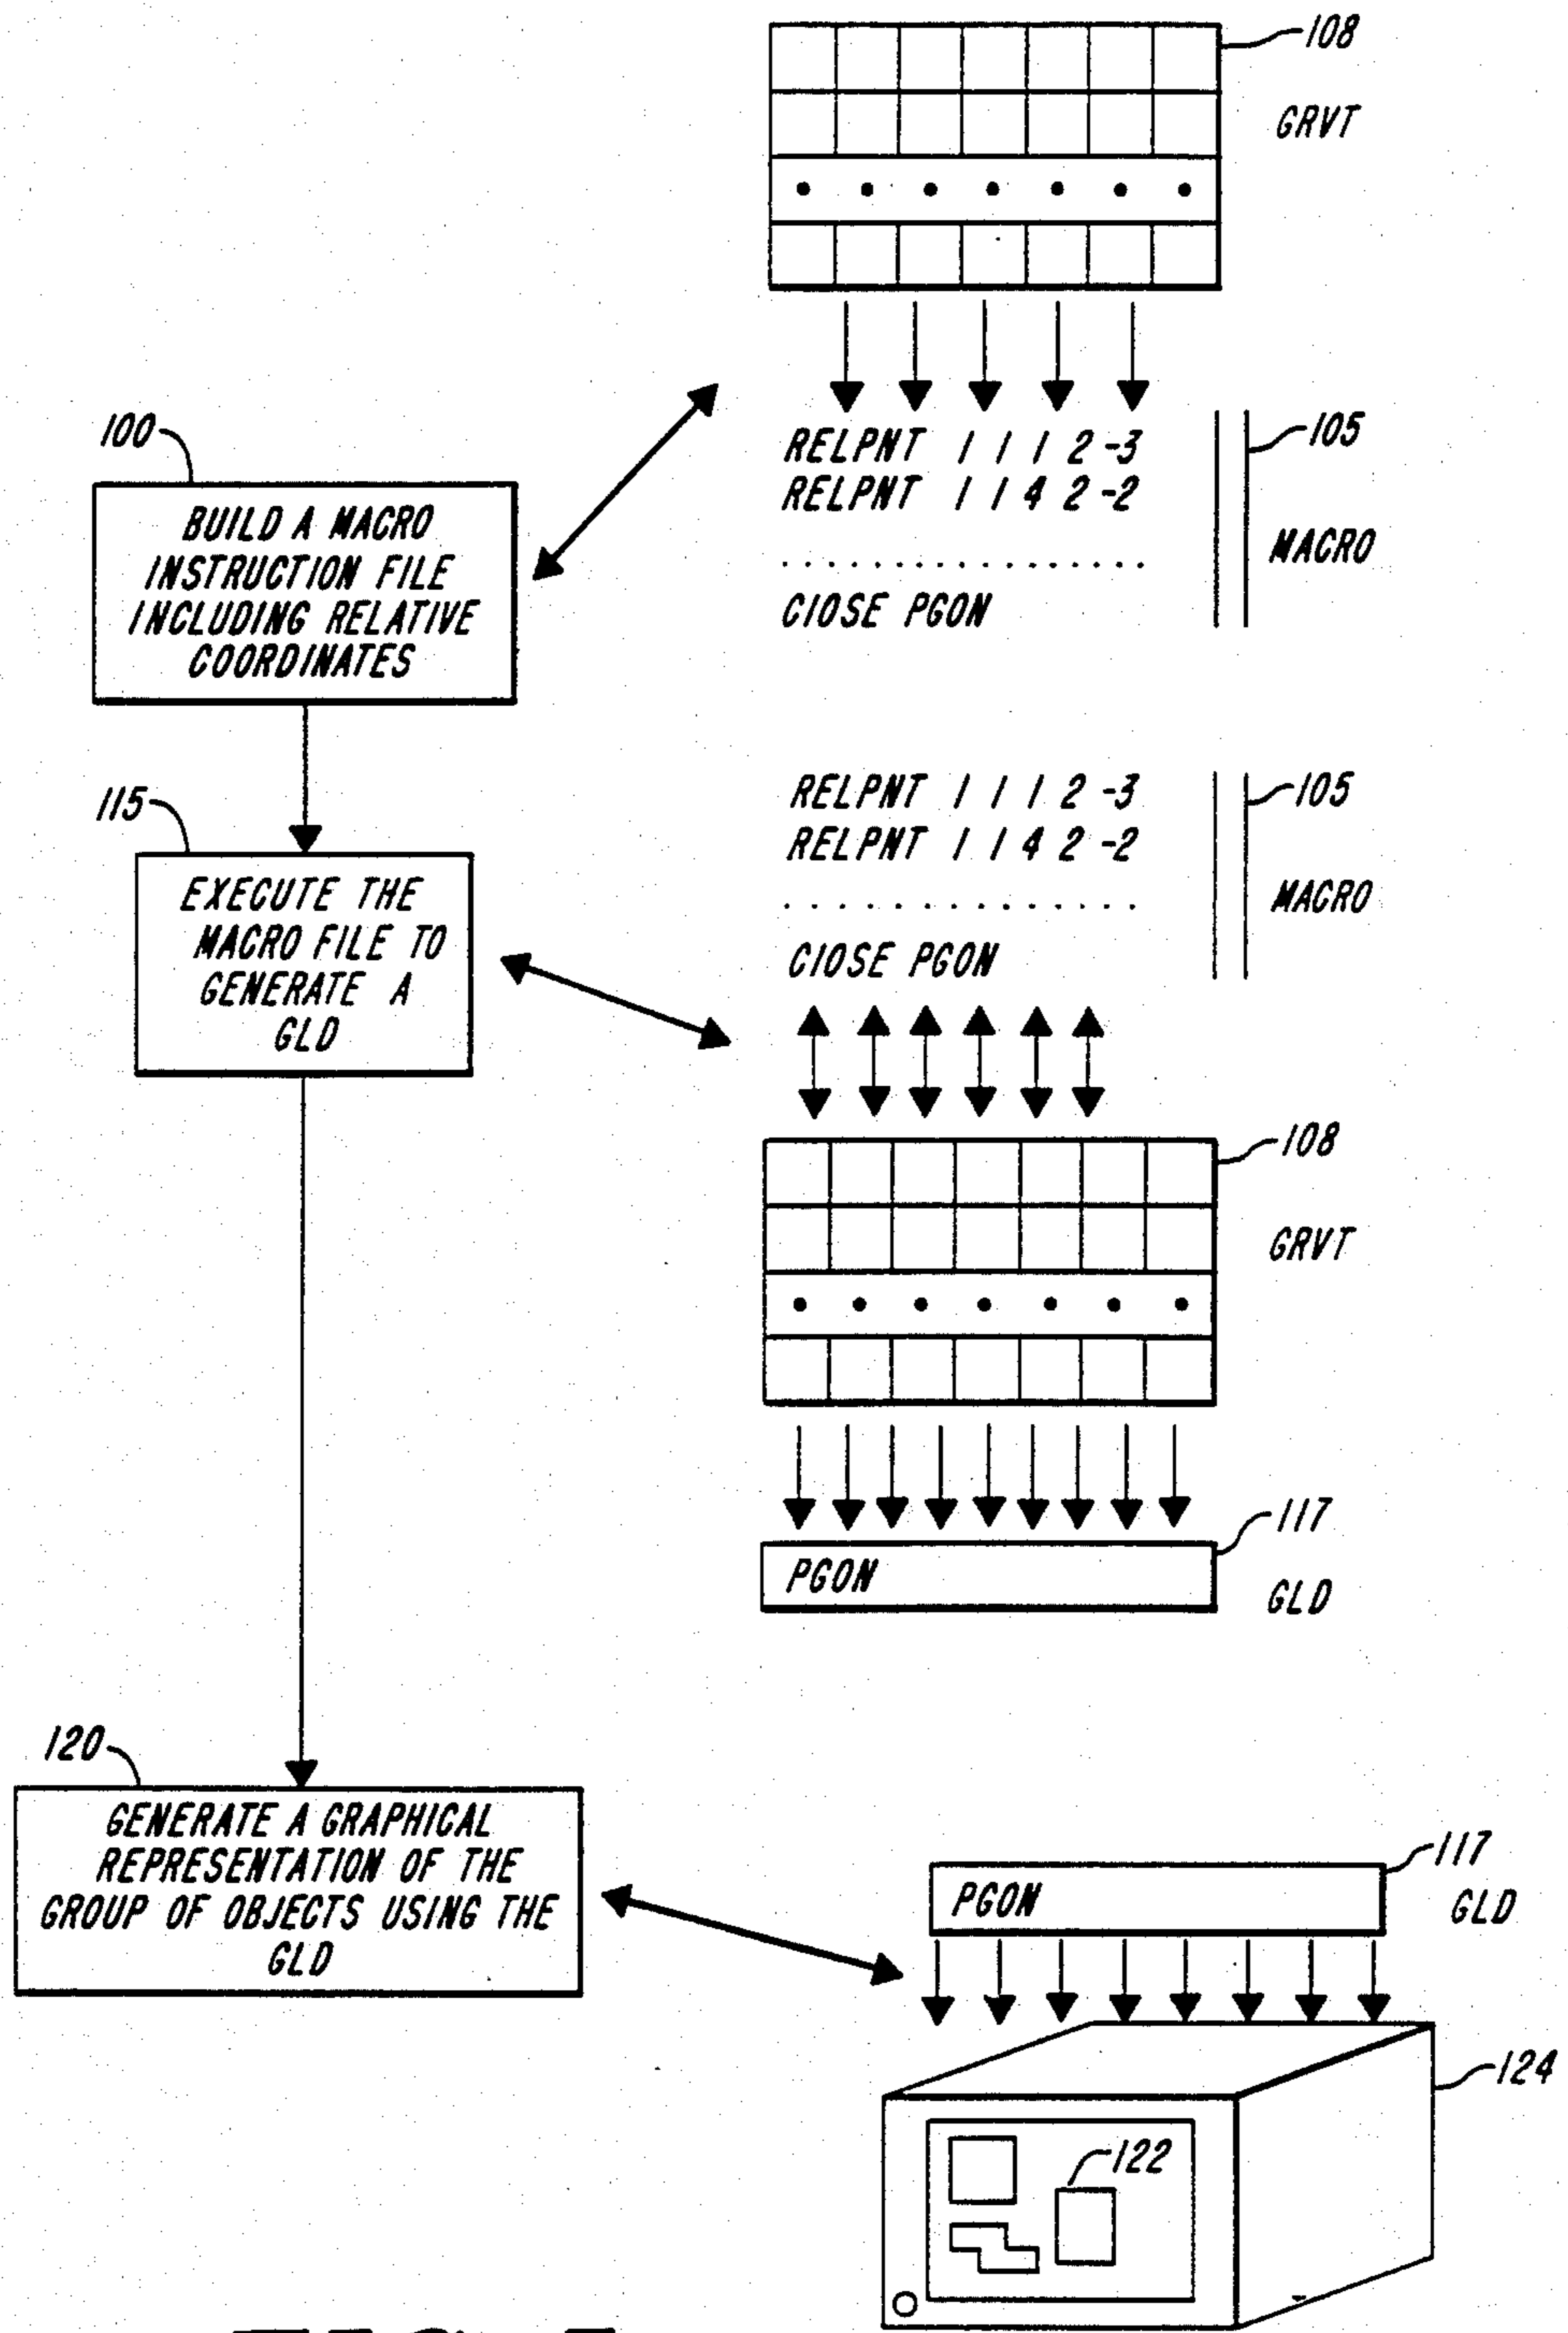 108
GRVT
RELPNT 1 1 1 2 -3
RELPNT 1 1 4 2 -2
. . . . . . . . . . . . . . . . .
ClOSE PGON
105
MACRO
100
BUILD A MACRO
INSTRUCTION FILE
INCLUDING RELATIVE
COORDINATES
RELPNT 1 1 1 2 -3
RELPNT 1 1 4 2 -2
. . . . . . . . . . . . . .
ClOSE PGON
105
MACRO
115
EXECUTE THE
MACRO FILE TO
GENERATE A
GLD
108
GRVT
PGON
117
GLD
120
GENERATE A GRAPHICAL
REPRESENTATION OF THE
GROUP OF OBJECTS USING THE
GLD
PGON
117
GLD
124
122